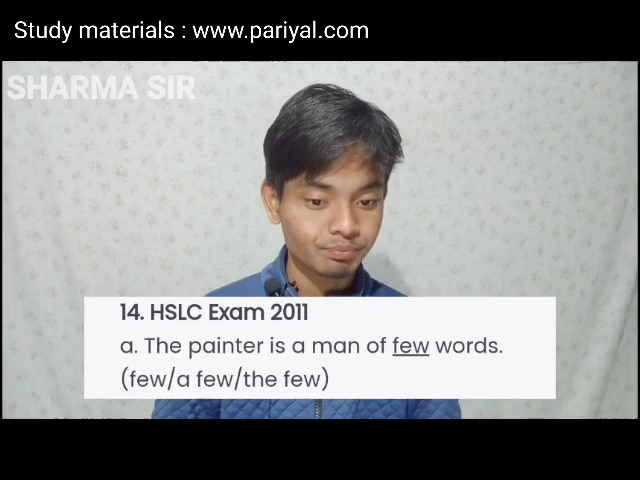 Study materials : www.pariyal.com
SHARMA SIR
14. HSLC Exam 2011
a. The painter is a man of few words.
(few/a few/the few)